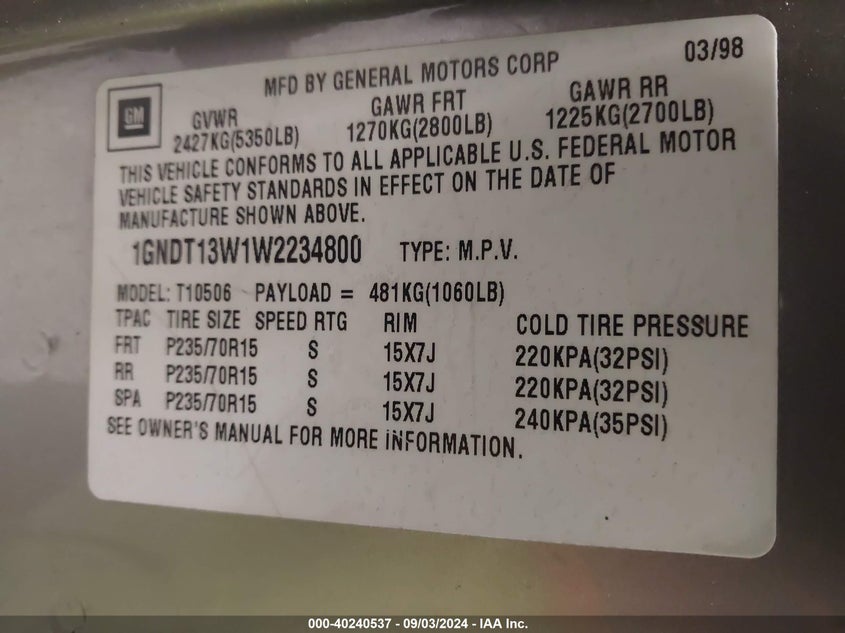 03/98
MFD BY GENERAL MOTORS CORP
GM
GVWR GAWR FRT GAWR RR
2427KG(5350LB) 1270KG(2800LB) 1225KG(2700LB)
THIS VEHICLE CONFORMS TO ALL APPLICABLE U.S. FEDERAL MOTOR
VEHICLE SAFETY STANDARDS IN EFFECT ON THE DATE OF
MANUFACTURE SHOWN ABOVE.
1GNDT13W1W2234800 TYPE: M.P.V.
MODEL: T10506 PAYLOAD = 481KG(1060LB)
TPAC TIRE SIZE SPEED RTG RIM COLD TIRE PRESSURE
FRT P235/70R15 S 15X7J 220KPA(32PSI)
RR P235/70R15 S 15X7J 220KPA(32PSI)
SPA P235/70R15 S 15X7J 240KPA(35PSI)
SEE OWNER'S MANUAL FOR MORE INFORMATION.
000-40240537 - 09/03/2024 - IAA Inc.